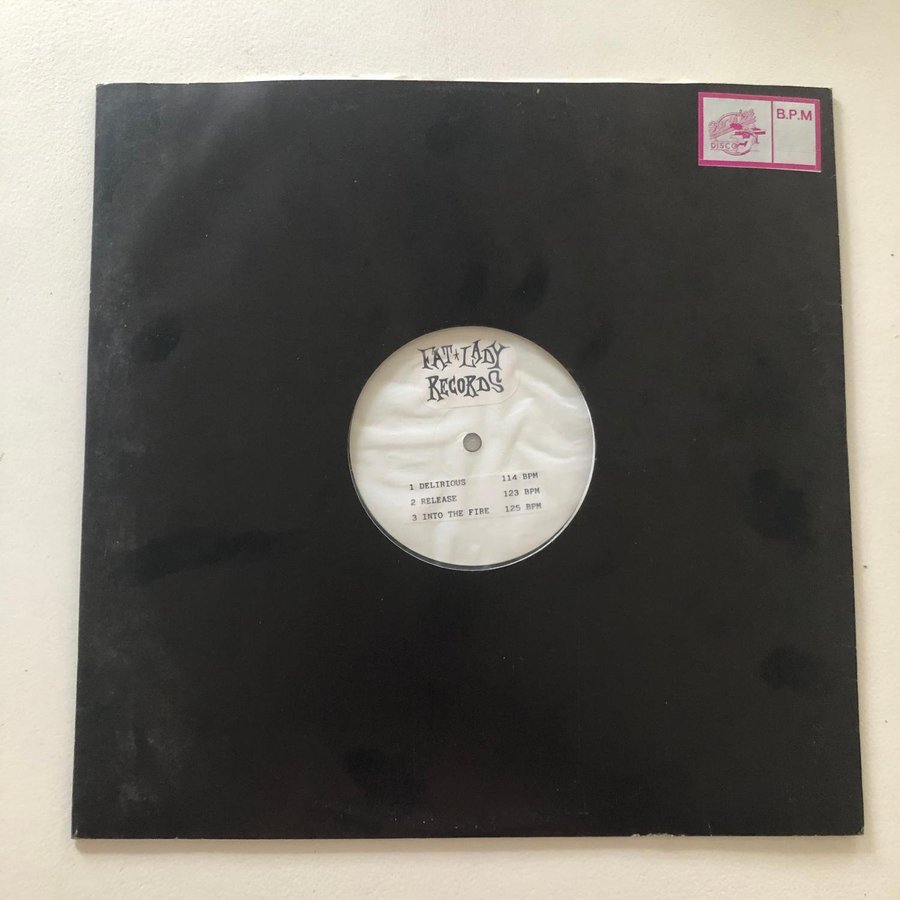 DISCO
B.P.M
FAT★LADY
RECORDS
1 DELIRIOUS 114 BPM
2 RELEASE 123 BPM
3 INTO THE FIRE 125 BPM